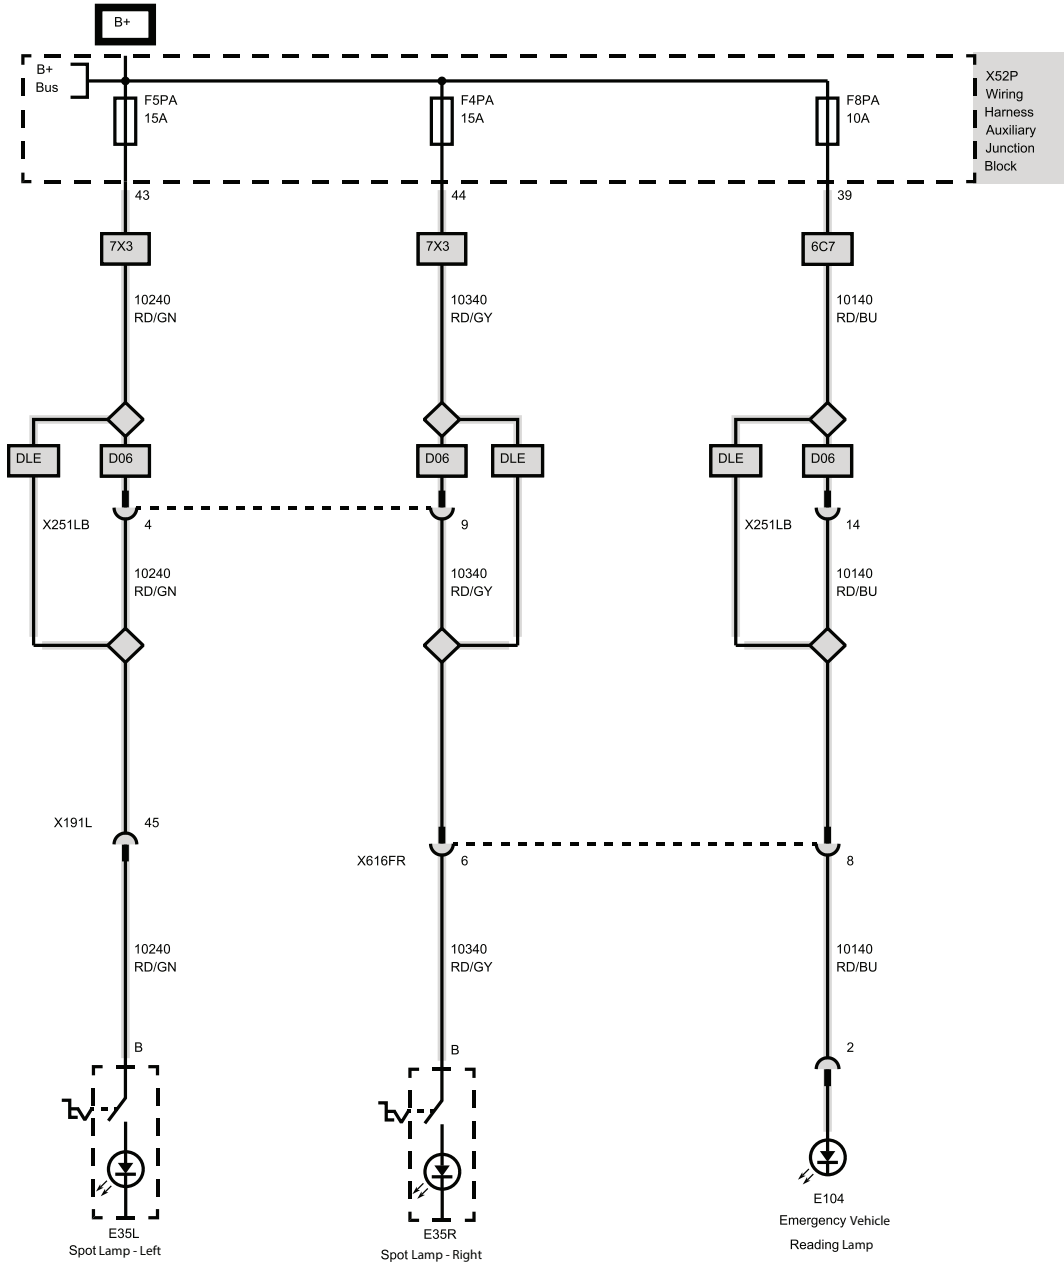 B+
B+
Bus
F5PA
15A
F4PA
15A
F8PA
10A
X52P
Wiring
Harness
Auxiliary
Junction
Block
43
44
39
7X3
7X3
6C7
10240
RD/GN
10340
RD/GY
10140
RD/BU
DLE
D06
D06
DLE
DLE
D06
X251LB
4
9
X251LB
14
10240
RD/GN
10340
RD/GY
10140
RD/BU
X191L
45
X616FR
6
8
10240
RD/GN
10340
RD/GY
10140
RD/BU
B
B
2
E35L
Spot Lamp - Left
E35R
Spot Lamp - Right
E104
Emergency Vehicle
Reading Lamp